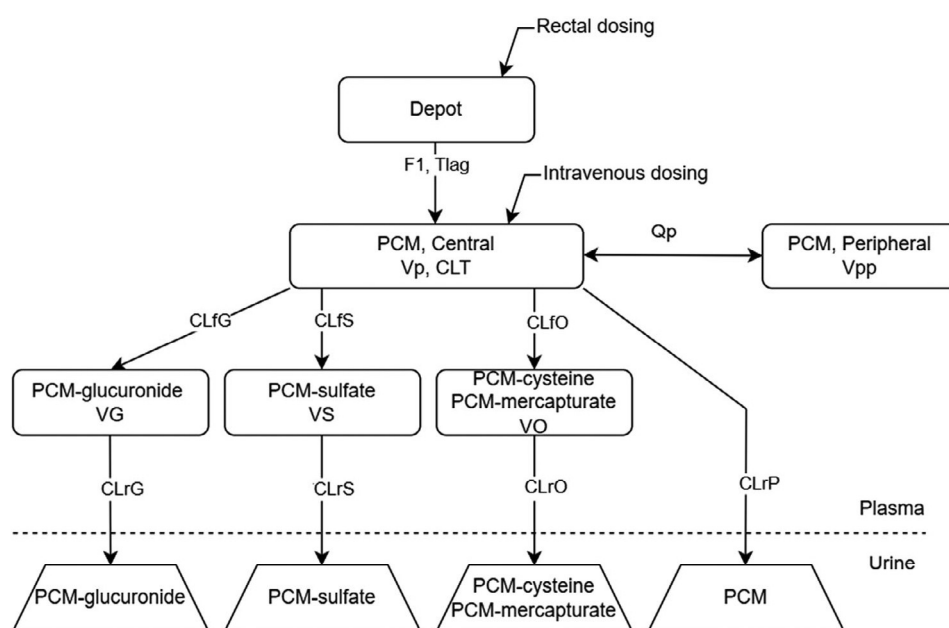 Rectal dosing
Depot
F1, Tlag
Intravenous dosing
PCM, Central
Vp, CLT
Qp
PCM, Peripheral
Vpp
CLfG
CLfS
CLfO
PCM-glucuronide
VG
PCM-sulfate
VS
PCM-cysteine
PCM-mercapturate
VO
CLrG
CLrS
CLrO
CLrP
Plasma
Urine
PCM-glucuronide
PCM-sulfate
PCM-cysteine
PCM-mercapturate
PCM